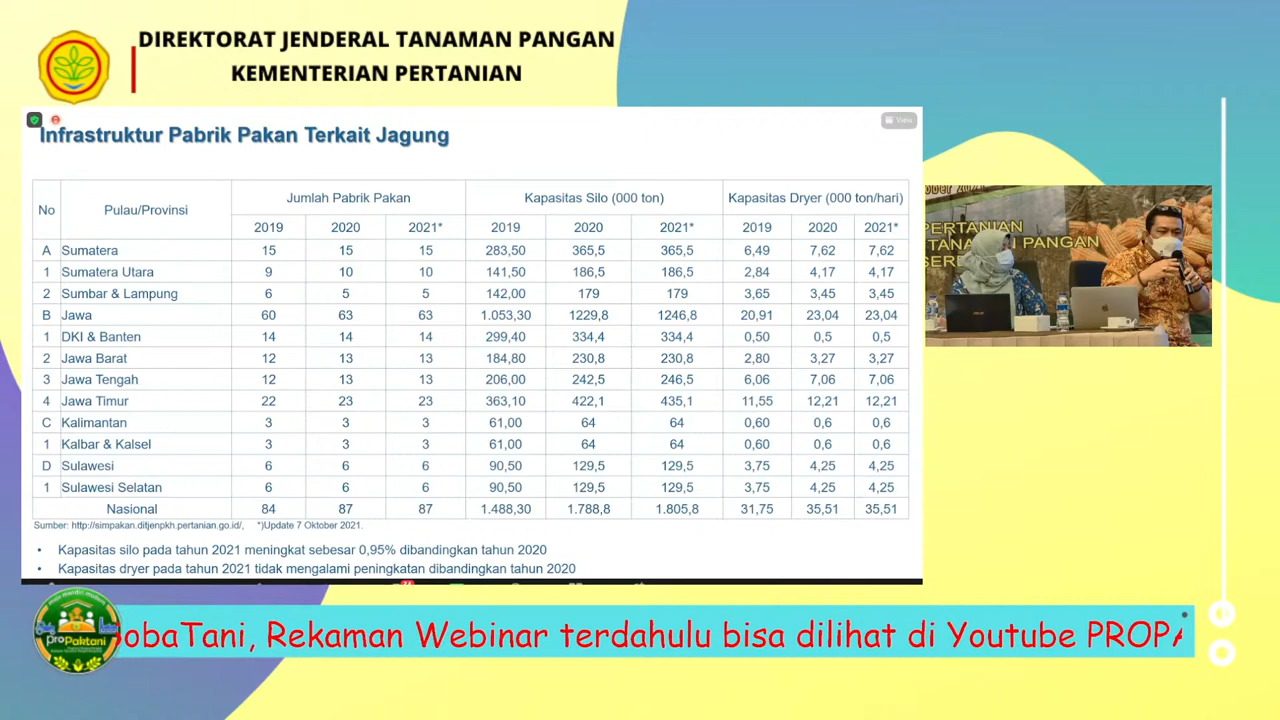 DIREKTORAT JENDERAL TANAMAN PANGAN
KEMENTERIAN PERTANIAN
Infrastruktur Pabrik Pakan Terkait Jagung
View
No Pulau/Provinsi Jumlah Pabrik Pakan Kapasitas Silo (000 ton) Kapasitas Dryer (000 ton/hari)
2019 2020 2021* 2019 2020 2021* 2019 2020 2021*
A Sumatera 15 15 15 283,50 365,5 365,5 6,49 7,62 7,62
1 Sumatera Utara 9 10 10 141,50 186,5 186,5 2,84 4,17 4,17
2 Sumbar & Lampung 6 5 5 142,00 179 179 3,65 3,45 3,45
B Jawa 60 63 63 1.053,30 1229,8 1246,8 20,91 23,04 23,04
1 DKI & Banten 14 14 14 299,40 334,4 334,4 0,50 0,5 0,5
2 Jawa Barat 12 13 13 184,80 230,8 230,8 2,80 3,27 3,27
3 Jawa Tengah 12 13 13 206,00 242,5 246,5 6,06 7,06 7,06
4 Jawa Timur 22 23 23 363,10 422,1 435,1 11,55 12,21 12,21
C Kalimantan 3 3 3 61,00 64 64 0,60 0,6 0,6
1 Kalbar & Kalsel 3 3 3 61,00 64 64 0,60 0,6 0,6
D Sulawesi 6 6 6 90,50 129,5 129,5 3,75 4,25 4,25
1 Sulawesi Selatan 6 6 6 90,50 129,5 129,5 3,75 4,25 4,25
Nasional 84 87 87 1.488,30 1.788,8 1.805,8 31,75 35,51 35,51
Sumber: http://simpakan.ditjenpkh.pertanian.go.id/, *)Update 7 Oktober 2021.
• Kapasitas silo pada tahun 2021 meningkat sebesar 0,95% dibandingkan tahun 2020
• Kapasitas dryer pada tahun 2021 tidak mengalami peningkatan dibandingkan tahun 2020
PERTANIAN
TANAMAN PANGAN
proPaktani
SobaTani, Rekaman Webinar terdahulu bisa dilihat di Youtube PROPA